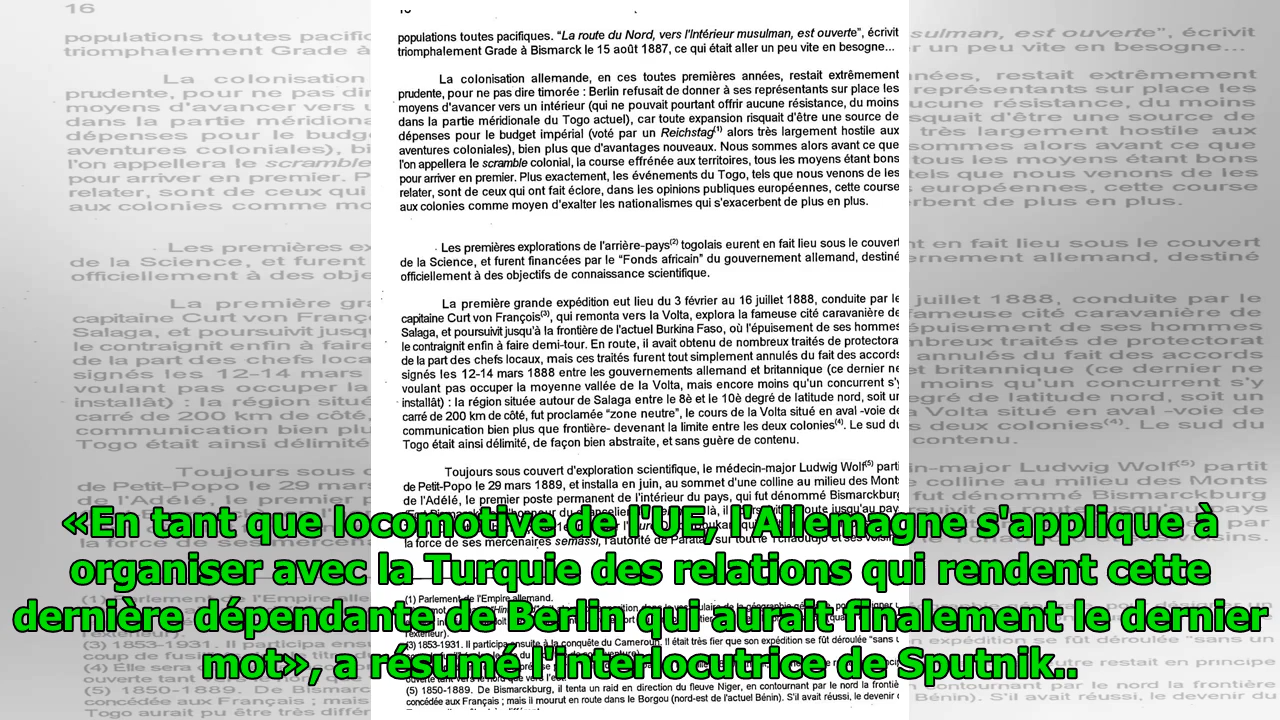 16
populations toutes pacifiques. “La route du Nord, vers l'Intérieur musulman, est ouverte”, écrivit
triomphalement Grade à Bismarck le 15 août 1887, ce qui était aller un peu vite en besogne...
La colonisation allemande, en ces toutes premières années, restait extrêmement
prudente, pour ne pas dire timorée : Berlin refusait de donner à ses représentants sur place les
moyens d'avancer vers un intérieur (qui ne pouvait pourtant offrir aucune résistance, du moins
dans la partie méridionale du Togo actuel), car toute expansion risquait d'être une source de
dépenses pour le budget impérial (voté par un Reichstag(1) alors très largement hostile aux
aventures coloniales), bien plus que d'avantages nouveaux. Nous sommes alors avant ce que
l'on appellera le scramble colonial, la course effrénée aux territoires, tous les moyens étant bons
pour arriver en premier. Plus exactement, les événements du Togo, tels que nous venons de les
relater, sont de ceux qui ont fait éclore, dans les opinions publiques européennes, cette course
aux colonies comme moyen d'exalter les nationalismes qui s'exacerbent de plus en plus.
Les premières explorations de l'arrière-pays(2) togolais eurent en fait lieu sous le couvert
de la Science, et furent financées par le “Fonds africain” du gouvernement allemand, destiné
officiellement à des objectifs de connaissance scientifique.
La première grande expédition eut lieu du 3 février au 16 juillet 1888, conduite par le
capitaine Curt von François(3), qui remonta vers la Volta, explora la fameuse cité caravanière de
Salaga, et poursuivit jusqu'à la frontière de l'actuel Burkina Faso, où l'épuisement de ses hommes
le contraignit enfin à faire demi-tour. En route, il avait obtenu de nombreux traités de protectorat
de la part des chefs locaux, mais ces traités furent tout simplement annulés du fait des accords
signés les 12-14 mars 1888 entre les gouvernements allemand et britannique (ce dernier ne
voulant pas occuper la moyenne vallée de la Volta, mais encore moins qu'un concurrent s'y
installât) : la région située autour de Salaga entre le 8è et le 10è degré de latitude nord, soit un
carré de 200 km de côté, fut proclamée “zone neutre”, le cours de la Volta situé en aval -voie de
communication bien plus que frontière- devenant la limite entre les deux colonies(4). Le sud du
Togo était ainsi délimité, de façon bien abstraite, et sans guère de contenu.
Toujours sous couvert d'exploration scientifique, le médecin-major Ludwig Wolf(5) partit
de Petit-Popo le 29 mars 1889, et installa en juin, au sommet d'une colline au milieu des Monts
de l'Adélé, le premier poste permanent de l'intérieur du pays, qui fut dénommé Bismarckburg
la force de ses mercenaires semassi, l'autorité de Parata, sur tout le Tchaoudjo et ses voisins.
(1) Parlement de l'Empire allemand.
(3) 1853-1931. Il participa ensuite à la conquête du Cameroun. Il était très fier que son expédition se fût déroulée “sans un
(5) 1850-1889. De Bismarckburg, il tenta un raid en direction du fleuve Niger, en contournant par le nord la frontière
concédée aux Français ; mais il mourut en route dans le Borgou (nord-est de l'actuel Bénin). S'il avait réussi, le devenir du
«En tant que locomotive de l'UE, l'Allemagne s'applique à
organiser avec la Turquie des relations qui rendent cette
dernière dépendante de Berlin, qui aurait finalement le dernier
mot», a résumé l'interlocutrice de Sputnik..